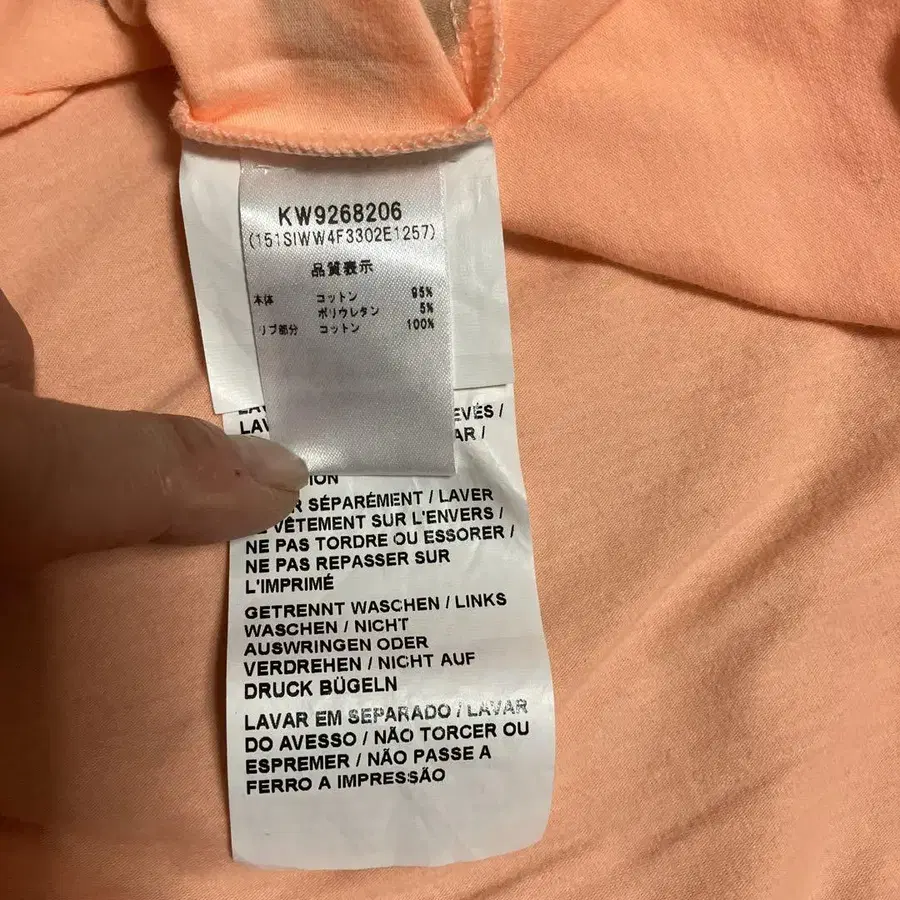 KW9268206
(151SIWW4F3302E1257)
品質表示
本体 コットン 95%
ポリウレタン 5%
リブ部分 コットン 100%
SÉPARÉMENT / LAVER
VÊTEMENT SUR L'ENVERS /
NE PAS TORDRE OU ESSORER /
NE PAS REPASSER SUR
L'IMPRIMÉ
GETRENNT WASCHEN / LINKS
WASCHEN / NICHT
AUSWRINGEN ODER
VERDREHEN / NICHT AUF
DRUCK BÜGELN
LAVAR EM SEPARADO / LAVAR
DO AVESSO / NÃO TORCER OU
ESPREMER / NÃO PASSE A
FERRO A IMPRESSÃO